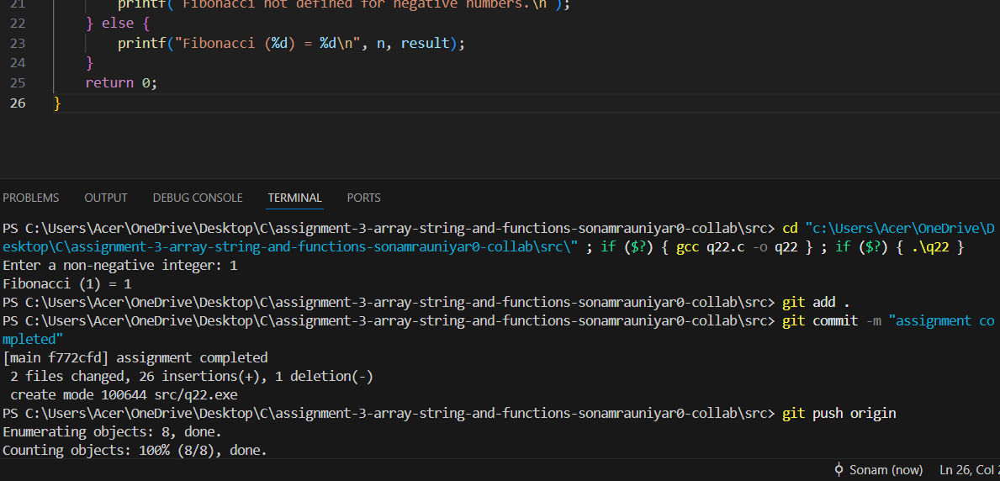 21 printf("Fibonacci not defined for negative numbers.\n");
22 } else {
23 printf("Fibonacci (%d) = %d\n", n, result);
24 }
25 return 0;
26 }
PROBLEMS OUTPUT DEBUG CONSOLE TERMINAL PORTS
PS C:\Users\Acer\OneDrive\Desktop\C\assignment-3-array-string-and-functions-sonamrauniyar0-collab\src> cd "c:\Users\Acer\OneDrive\D
esktop\C\assignment-3-array-string-and-functions-sonamrauniyar0-collab\src\" ; if ($?) { gcc q22.c -o q22 } ; if ($?) { .\q22 }
Enter a non-negative integer: 1
Fibonacci (1) = 1
PS C:\Users\Acer\OneDrive\Desktop\C\assignment-3-array-string-and-functions-sonamrauniyar0-collab\src> git add .
PS C:\Users\Acer\OneDrive\Desktop\C\assignment-3-array-string-and-functions-sonamrauniyar0-collab\src> git commit -m "assignment co
mpleted"
[main f772cfd] assignment completed
2 files changed, 26 insertions(+), 1 deletion(-)
create mode 100644 src/q22.exe
PS C:\Users\Acer\OneDrive\Desktop\C\assignment-3-array-string-and-functions-sonamrauniyar0-collab\src> git push origin
Enumerating objects: 8, done.
Counting objects: 100% (8/8), done.
Sonam (now) Ln 26, Col